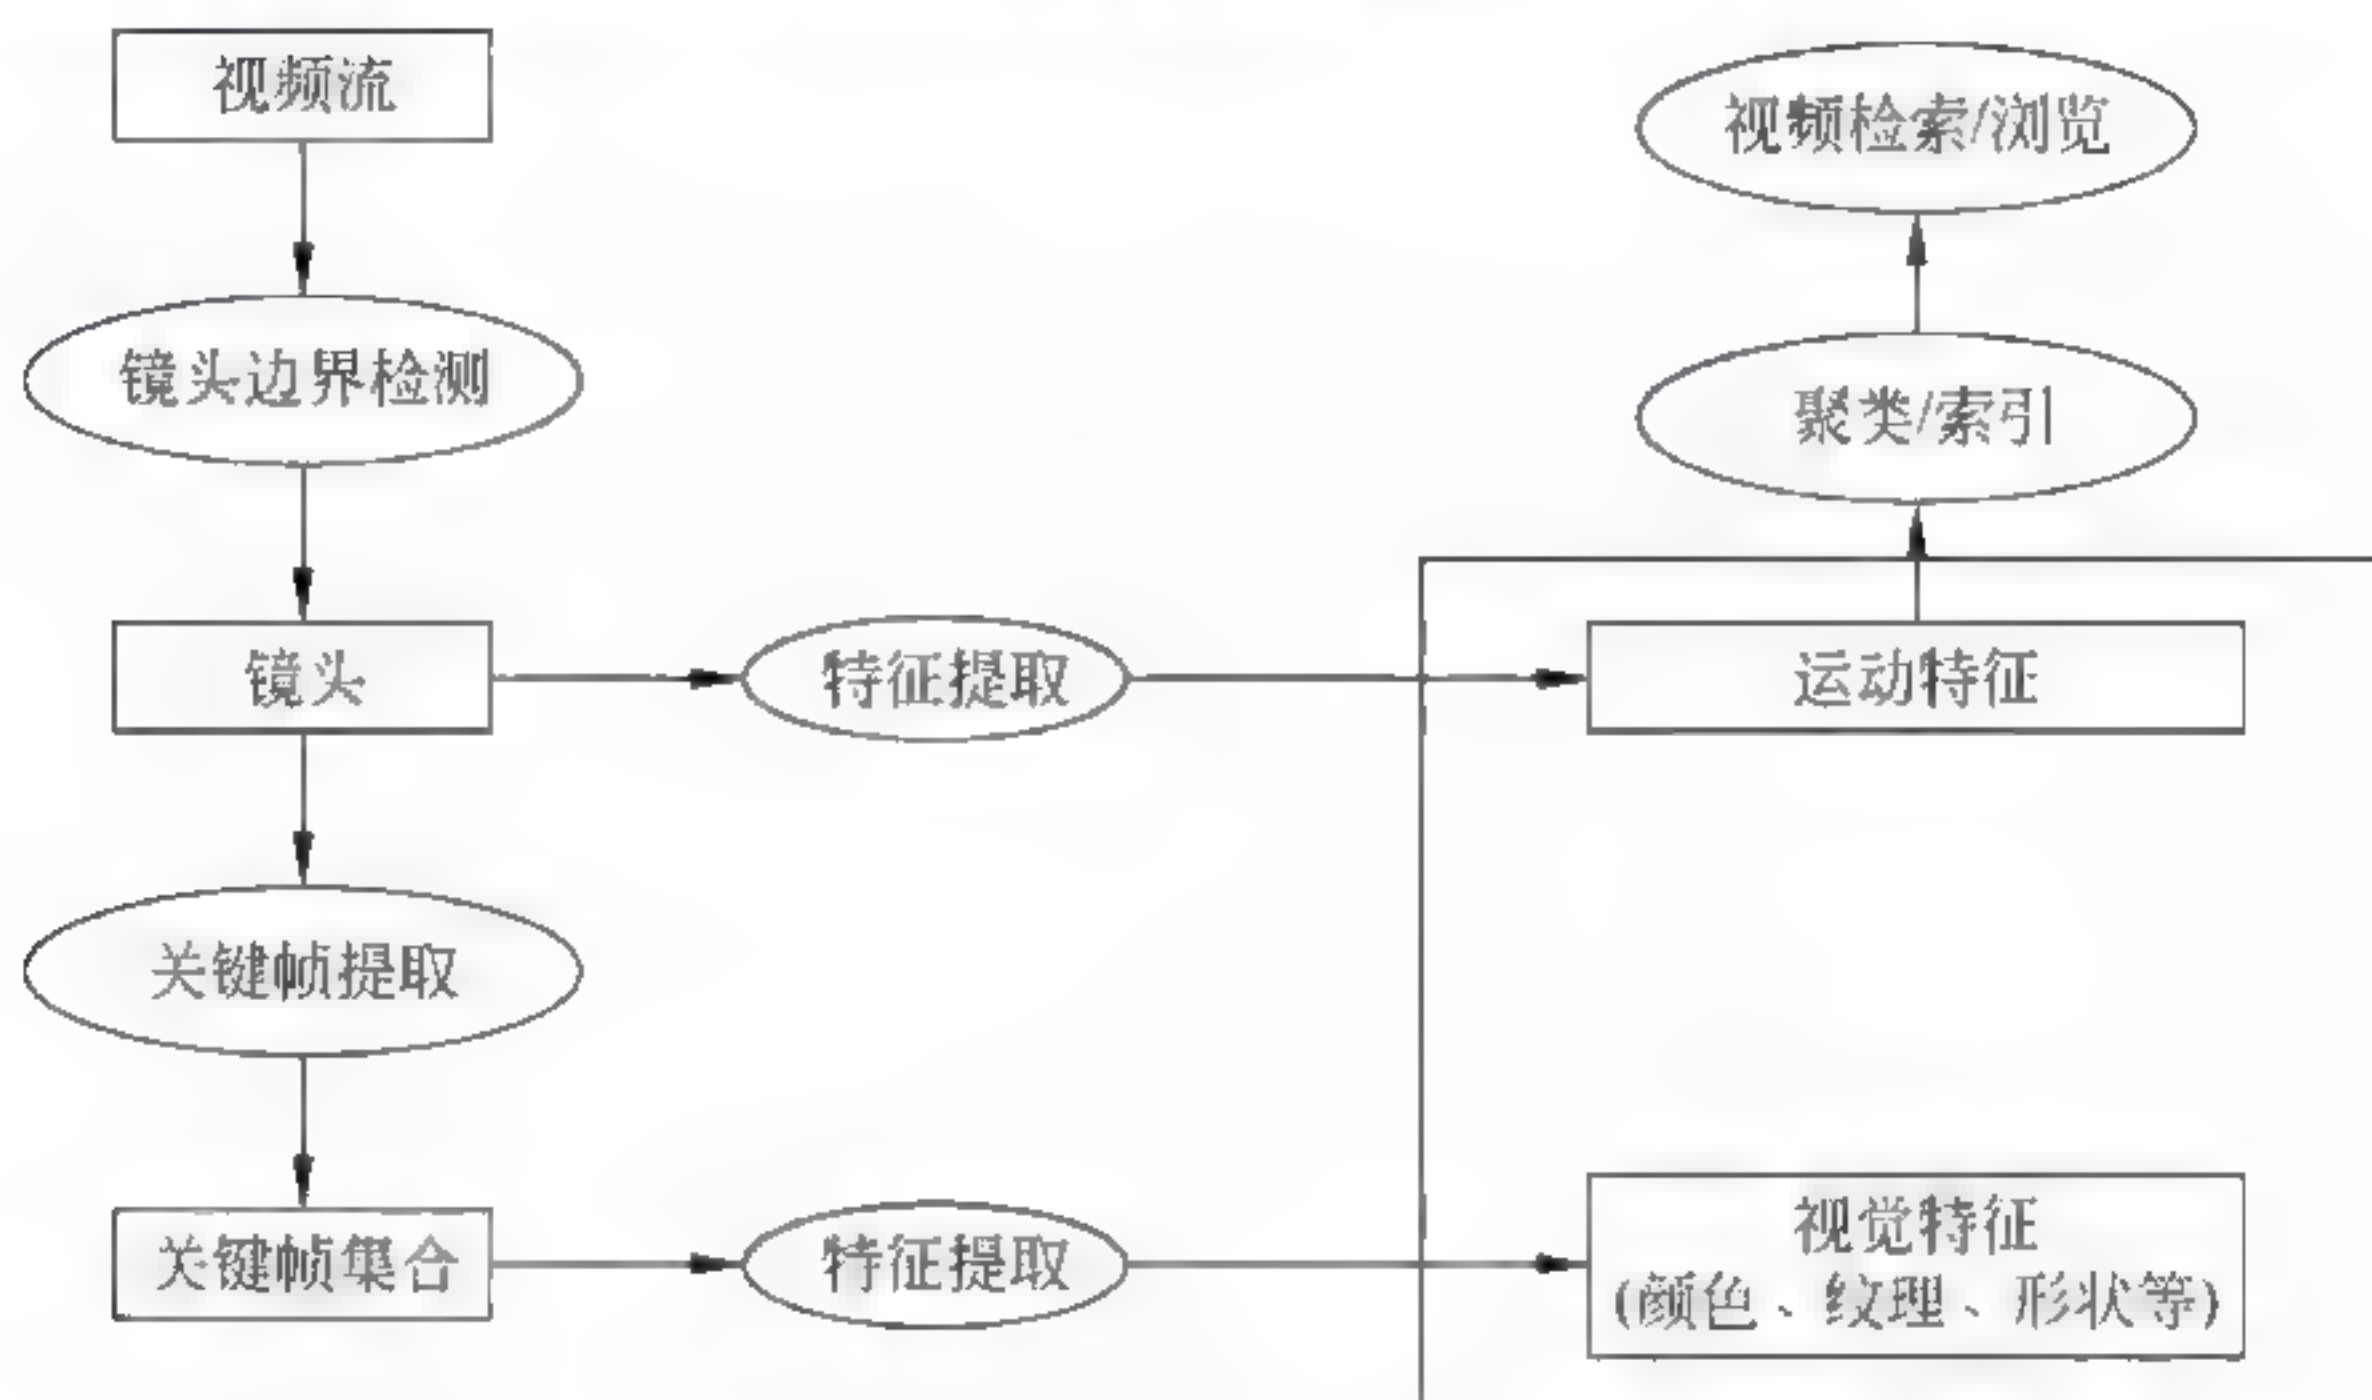 视频流
视频检索/浏览
镜头边界检测
聚类/索引
镜头
特征提取
运动特征
关键帧提取
关键帧集合
特征提取
视觉特征
(颜色、纹理、形状等)